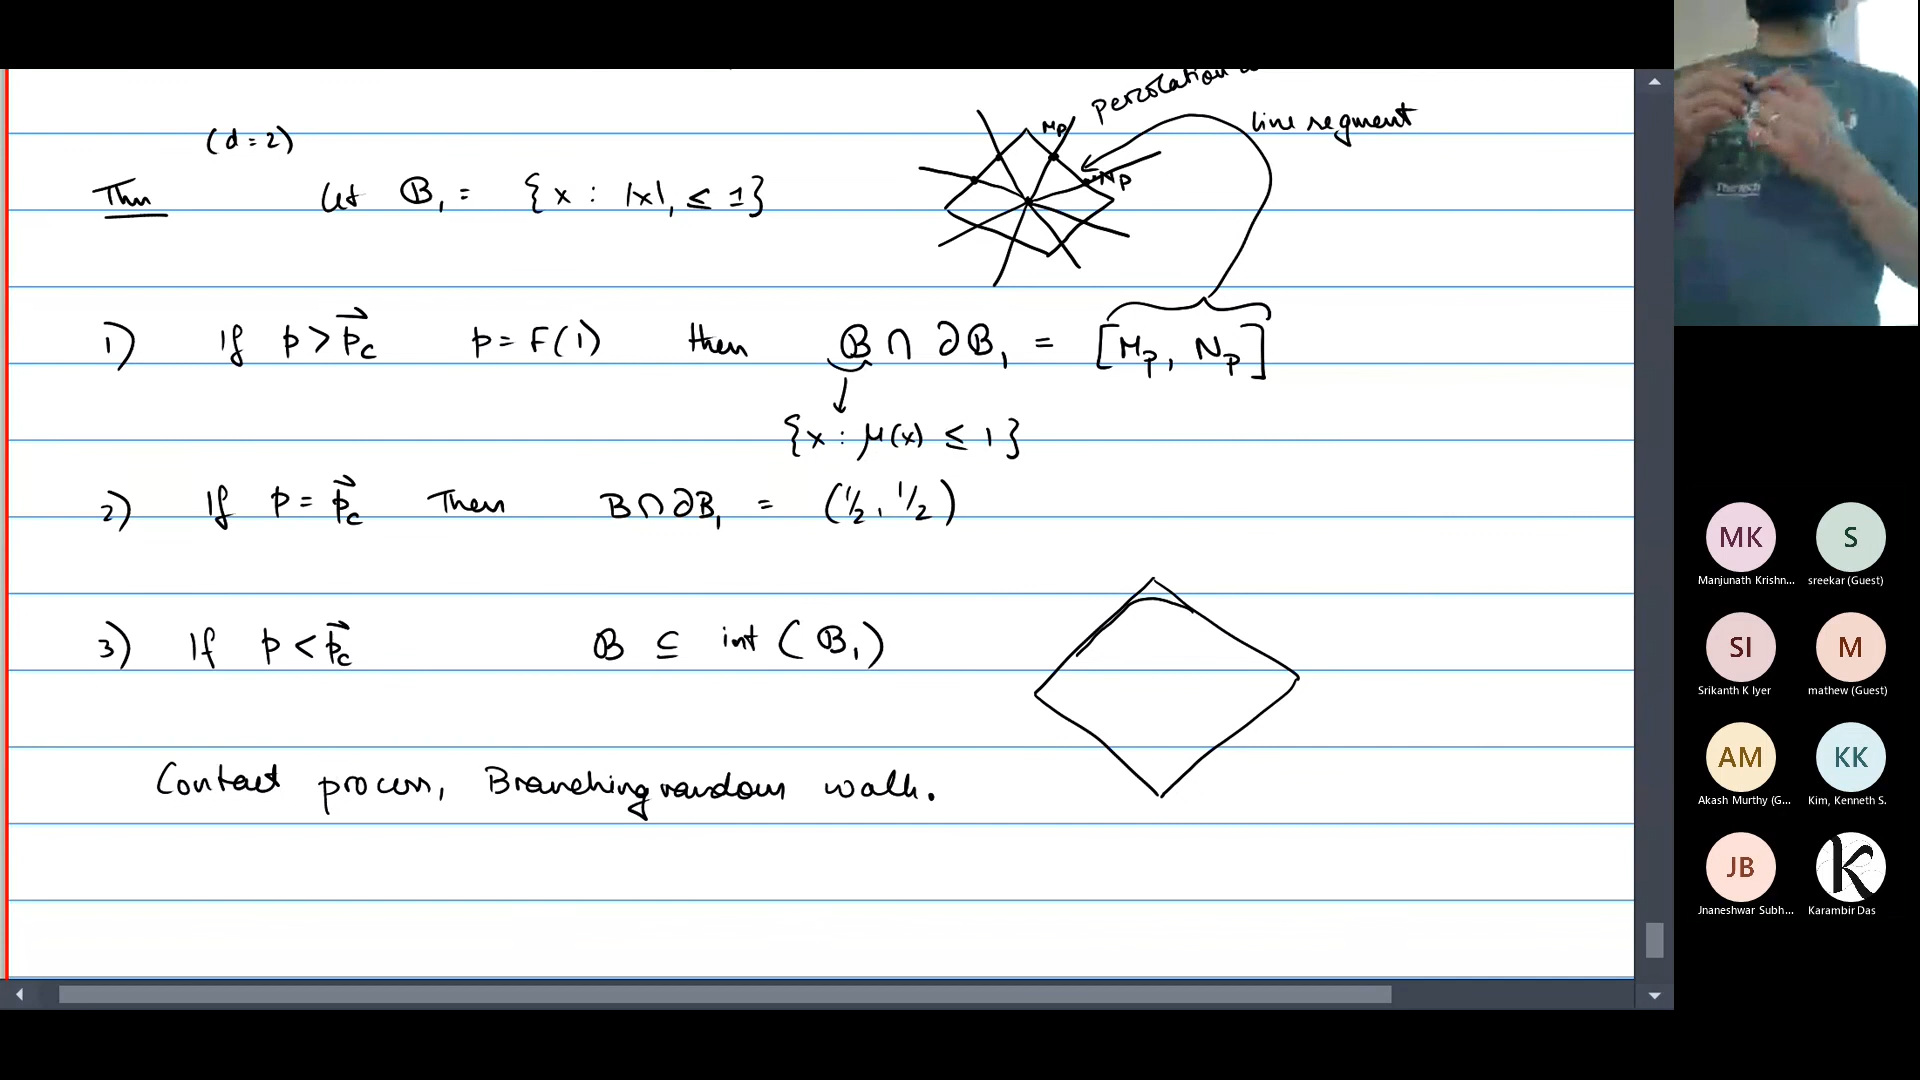 percolation
line segment
(d = 2)
Mp
Np
Thm Let B₁ = {x : |x|₁ ≤ 1}
1) If p > p⃗c p = F(1) then B ∩ ∂B₁ = [Mp, Np]
{x : μ(x) ≤ 1}
2) If p = p⃗c Then B ∩ ∂B₁ = (1/2, 1/2)
3) If p < p⃗c B ⊆ int (B₁)
Contact process, Branching random walk.
MK
S
Manjunath Krishn...
sreekar (Guest)
SI
M
Srikanth K Iyer
mathew (Guest)
AM
KK
Akash Murthy (G...
Kim, Kenneth S.
JB
K
Jnaneshwar Subh...
Karambir Das